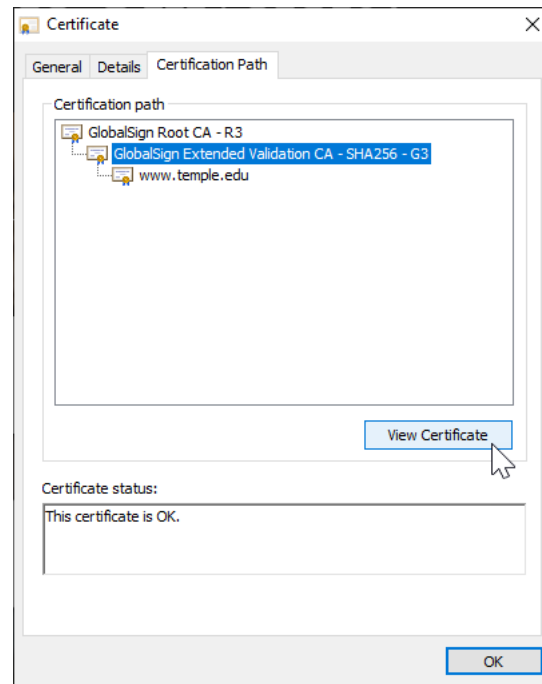 Certificate
General Details Certification Path
Certification path
GlobalSign Root CA - R3
GlobalSign Extended Validation CA - SHA256 - G3
www.temple.edu
View Certificate
Certificate status:
This certificate is OK.
OK